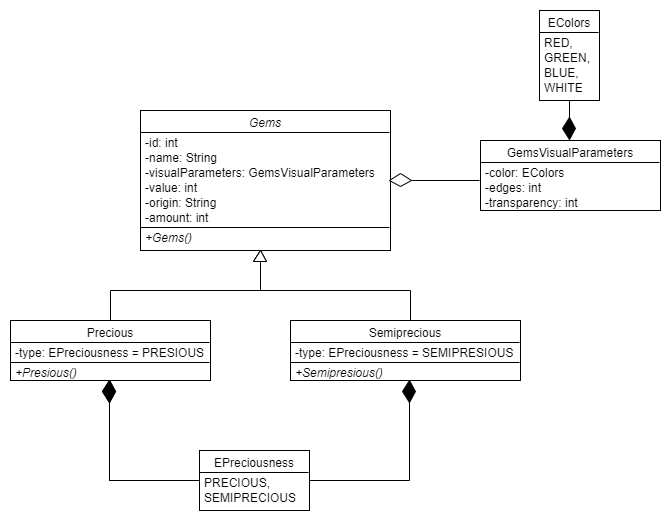 EColors
RED,
GREEN,
BLUE,
WHITE
Gems
-id: int
-name: String
-visualParameters: GemsVisualParameters
-value: int
-origin: String
-amount: int
+Gems()
GemsVisualParameters
-color: EColors
-edges: int
-transparency: int
Precious
-type: EPreciousness = PRESIOUS
+Presious()
Semiprecious
-type: EPreciousness = SEMIPRESIOUS
+Semipresious()
EPreciousness
PRECIOUS,
SEMIPRECIOUS